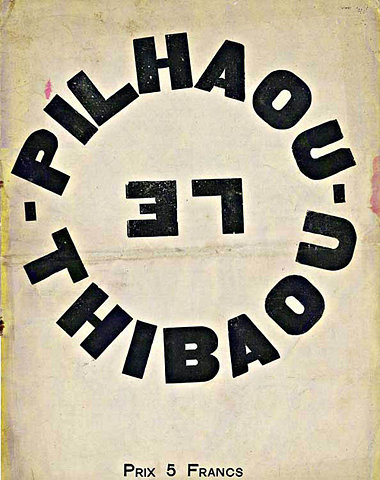 LE
PILHAOU-
THIBAOU-
PRIX 5 FRANCS